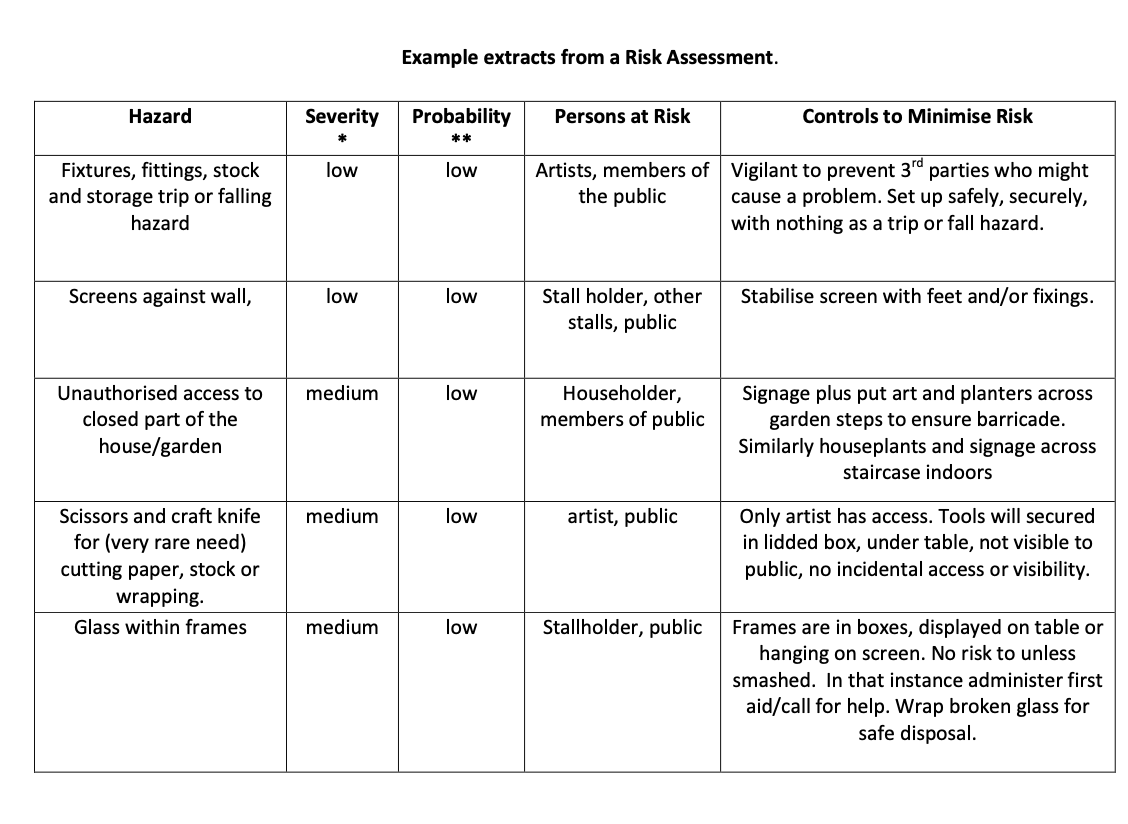 Example extracts from a Risk Assessment.
Hazard
Severity
*
Probability
**
Persons at Risk
Controls to Minimise Risk
Fixtures, fittings, stock
and storage trip or falling
hazard
low
low
Artists, members of
the public
Vigilant to prevent 3rd parties who might
cause a problem. Set up safely, securely,
with nothing as a trip or fall hazard.
Screens against wall,
low
low
Stall holder, other
stalls, public
Stabilise screen with feet and/or fixings.
Unauthorised access to
closed part of the
house/garden
medium
low
Householder,
members of public
Signage plus put art and planters across
garden steps to ensure barricade.
Similarly houseplants and signage across
staircase indoors
Scissors and craft knife
for (very rare need)
cutting paper, stock or
wrapping.
medium
low
artist, public
Only artist has access. Tools will secured
in lidded box, under table, not visible to
public, no incidental access or visibility.
Glass within frames
medium
low
Stallholder, public
Frames are in boxes, displayed on table or
hanging on screen. No risk to unless
smashed.  In that instance administer first
aid/call for help. Wrap broken glass for
safe disposal.